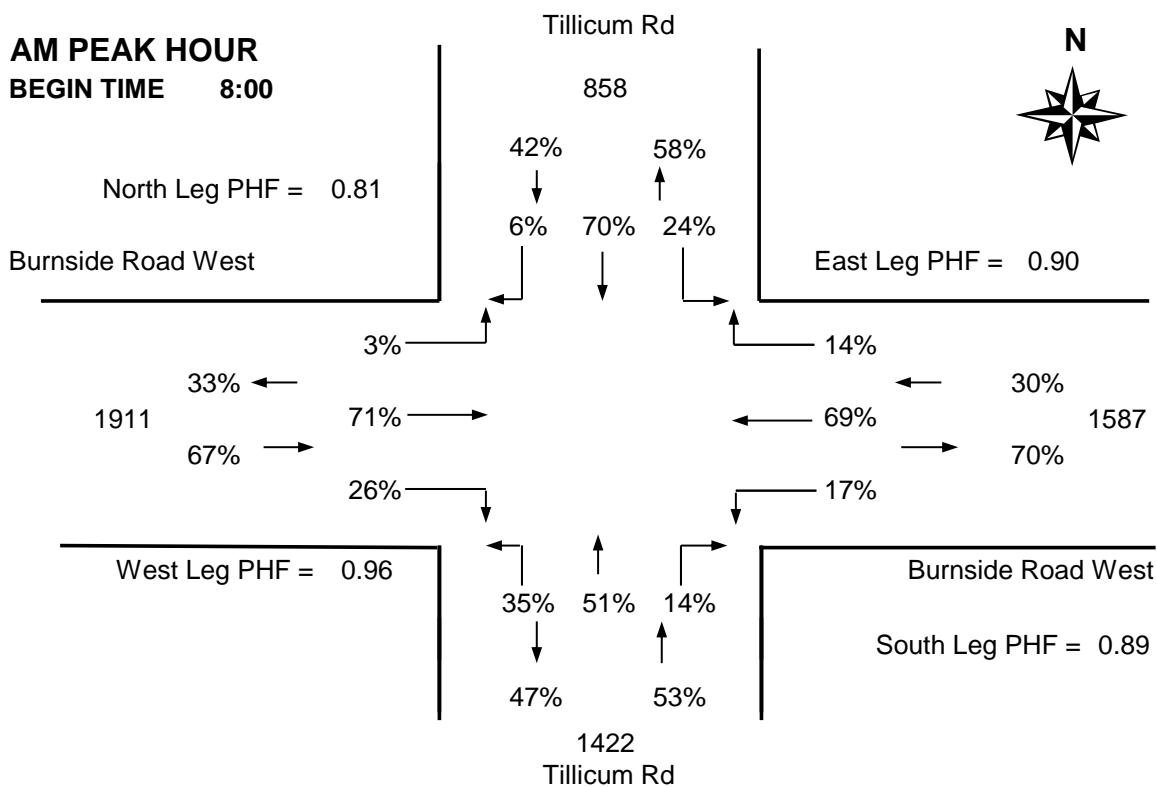 Tillicum Rd
AM PEAK HOUR
N
BEGIN TIME 8:00
858
42% 58%
North Leg PHF = 0.81
6% 70% 24%
Burnside Road West
East Leg PHF = 0.90
3% 14%
33% 30%
1911 71% 69% 1587
67% 70%
26% 17%
West Leg PHF = 0.96
Burnside Road West
35% 51% 14%
South Leg PHF = 0.89
47% 53%
1422
Tillicum Rd